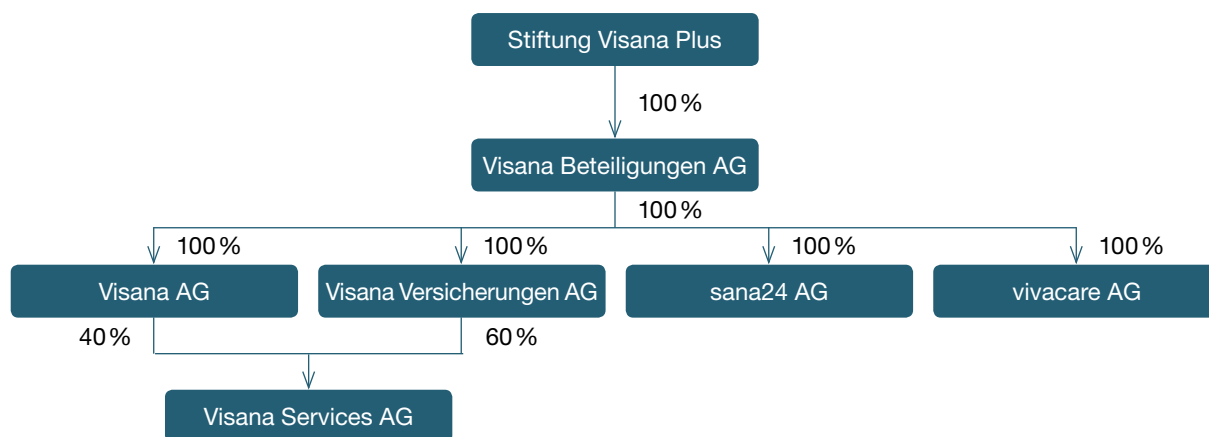 Stiftung Visana Plus
100 %
Visana Beteiligungen AG
100 %
100 %
100 %
100 %
100 %
Visana AG
Visana Versicherungen AG
sana24 AG
vivacare AG
40 %
60 %
Visana Services AG